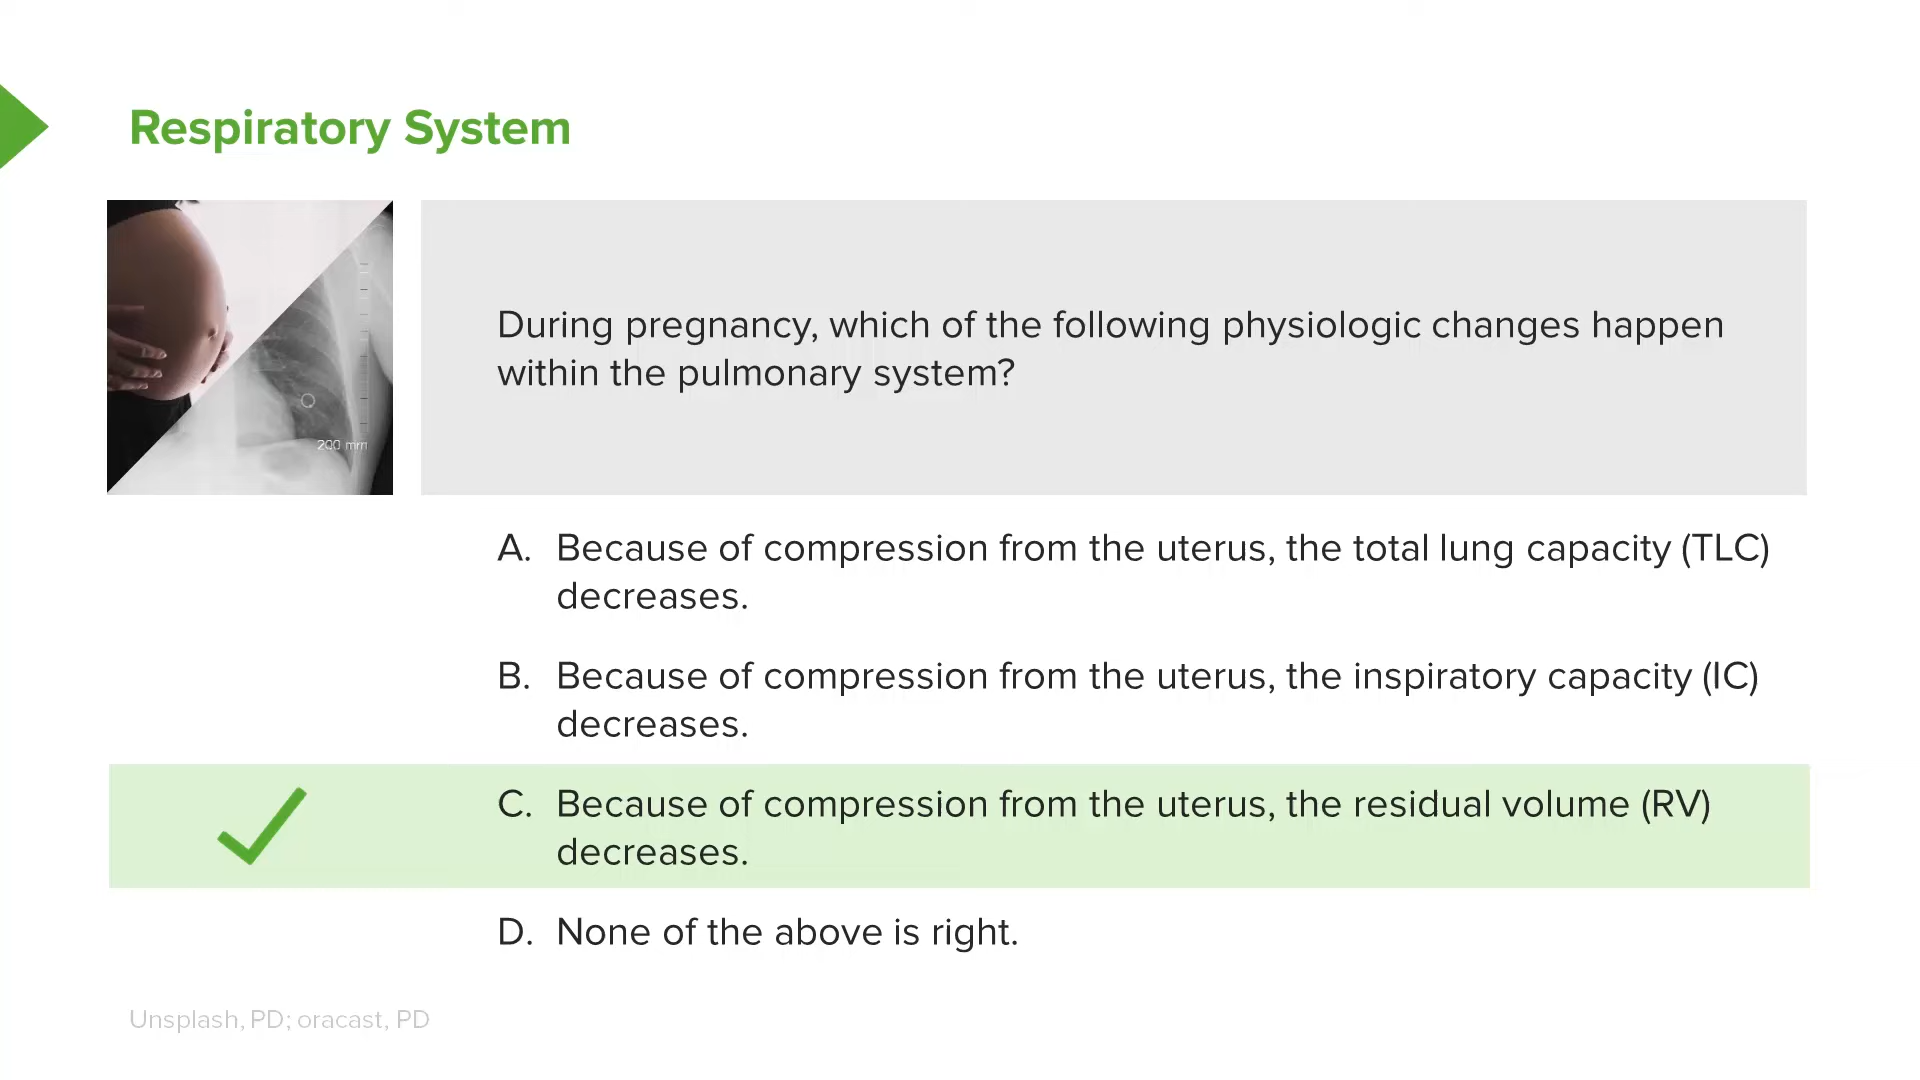 Respiratory System
200 mm
During pregnancy, which of the following physiologic changes happen
within the pulmonary system?
A. Because of compression from the uterus, the total lung capacity (TLC)
decreases.
B. Because of compression from the uterus, the inspiratory capacity (IC)
decreases.
C. Because of compression from the uterus, the residual volume (RV)
decreases.
D. None of the above is right.
Unsplash, PD; oracast, PD